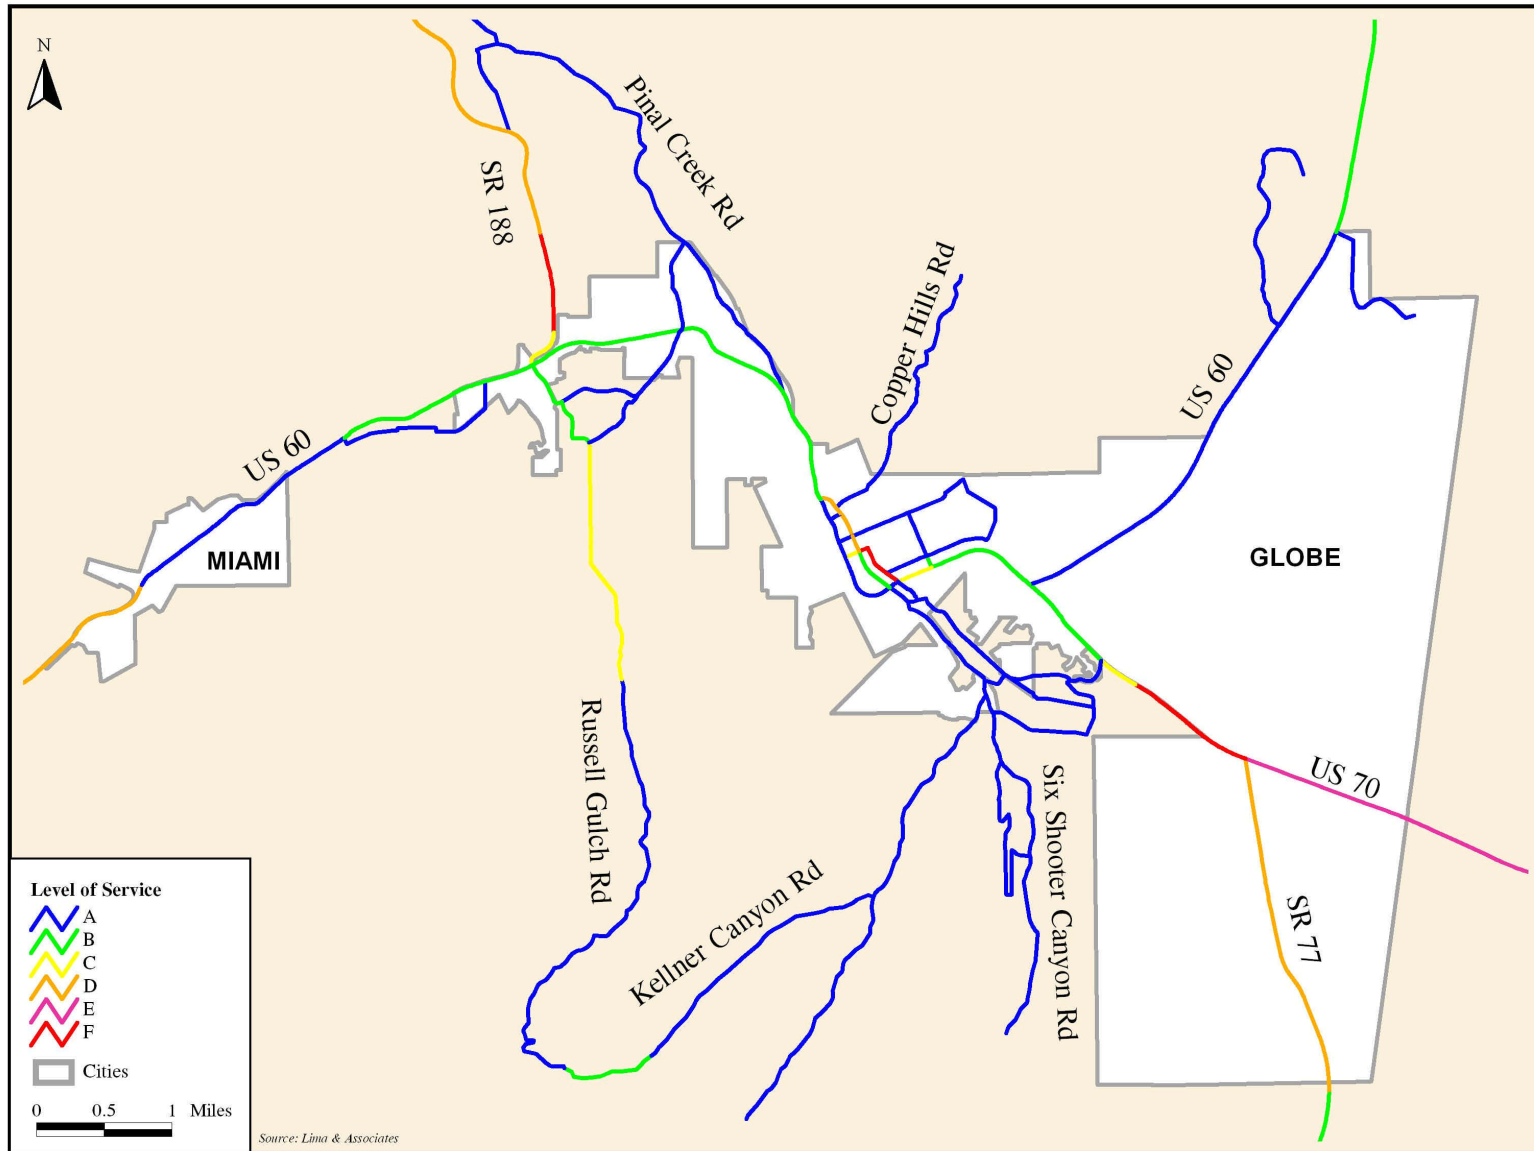 N
Pinal Creek Rd
SR 188
Copper Hills Rd
US 60
US 60
MIAMI
GLOBE
Russell Gulch Rd
US 70
Six Shooter Canyon Rd
Kellner Canyon Rd
SR 77
Level of Service
A
B
C
D
E
F
Cities
0 0.5 1 Miles
Source: Lima & Associates